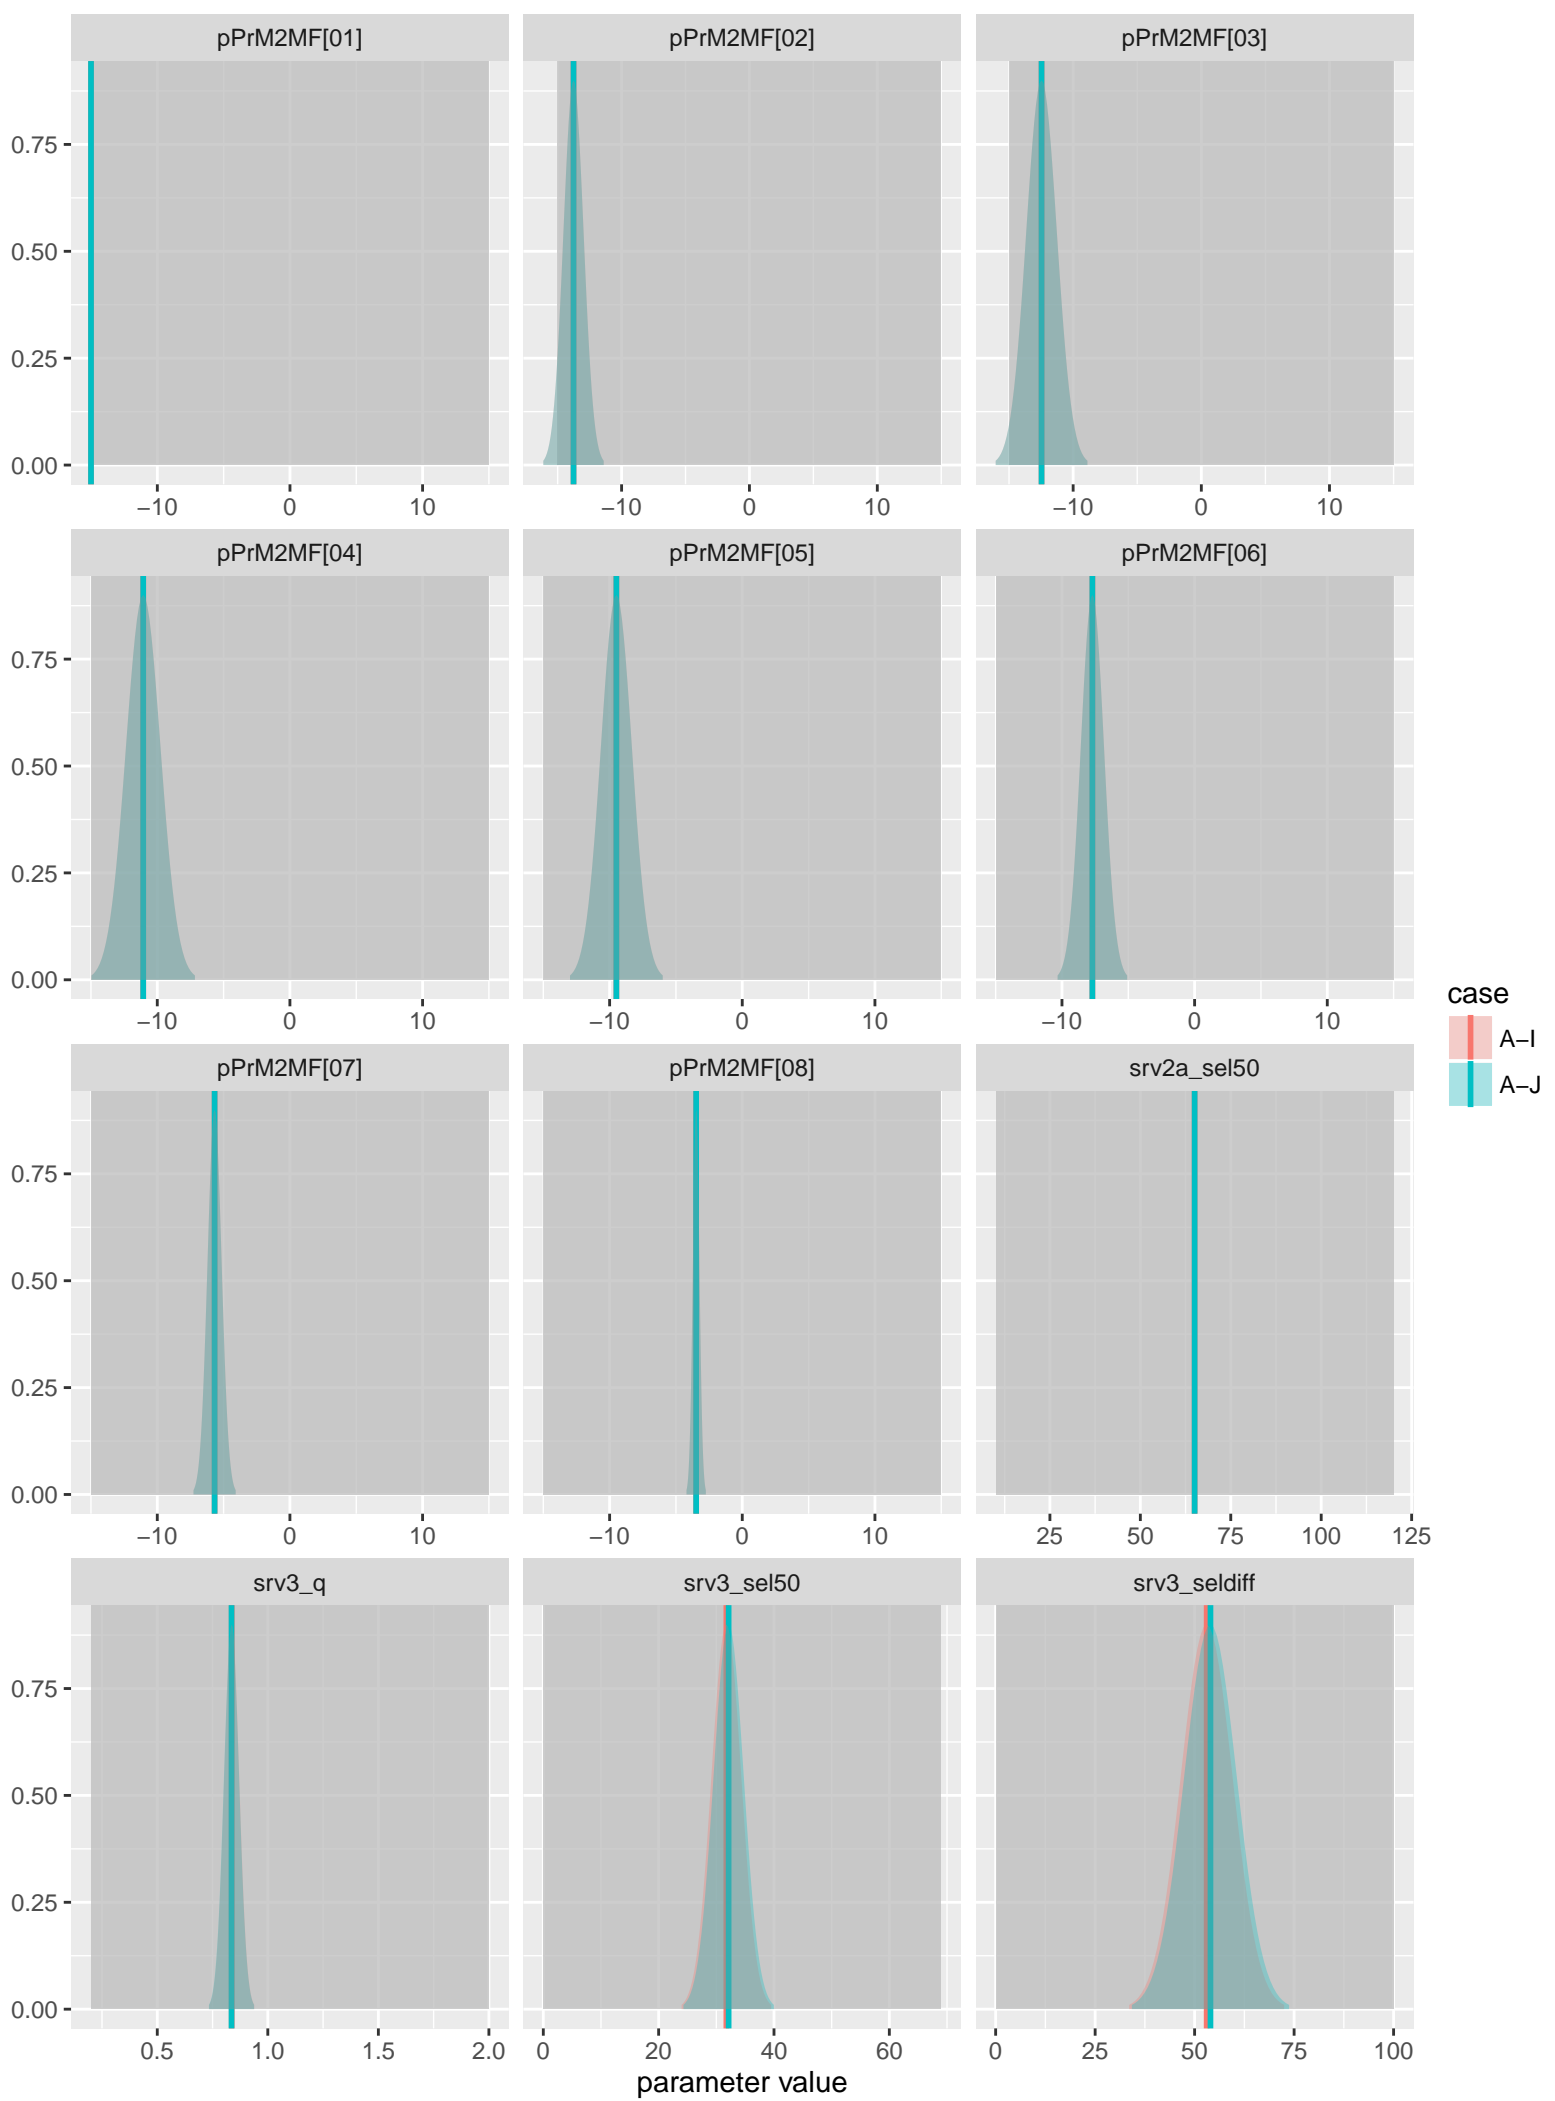 pPrM2MF[01] pPrM2MF[02] pPrM2MF[03]
0.75
0.50
0.25
0.00
−10 0 10 −10 0 10 −10 0 10
pPrM2MF[04] pPrM2MF[05] pPrM2MF[06]
0.75
0.50
0.25
0.00
−10 0 10 −10 0 10 −10 0 10
case
A−I
A−J
pPrM2MF[07] pPrM2MF[08] srv2a_sel50
0.75
0.50
0.25
0.00
−10 0 10 −10 0 10 25 50 75 100 125
srv3_q srv3_sel50 srv3_seldiff
0.75
0.50
0.25
0.00
0.5 1.0 1.5 2.0 0 20 40 60 0 25 50 75 100
parameter value